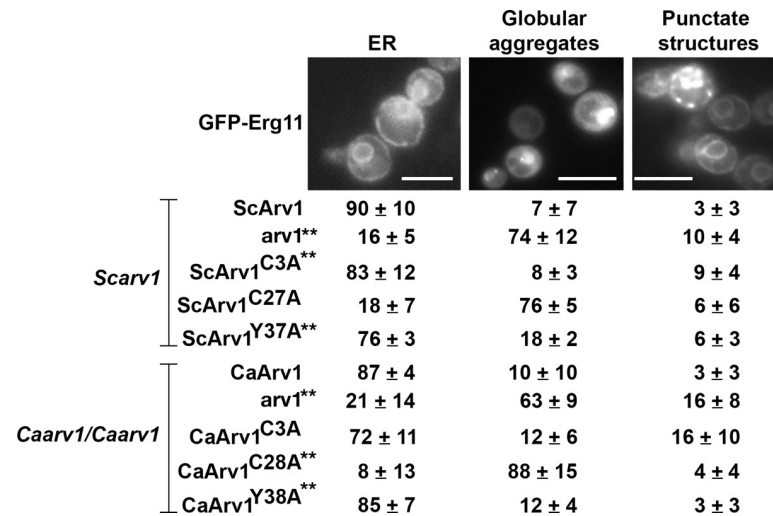 ER Globular aggregates Punctate structures
GFP-Erg11
ScArv1 90 ± 10 7 ± 7 3 ± 3
arv1** 16 ± 5 74 ± 12 10 ± 4
Scarv1 ScArv1C3A** 83 ± 12 8 ± 3 9 ± 4
ScArv1C27A 18 ± 7 76 ± 5 6 ± 6
ScArv1Y37A** 76 ± 3 18 ± 2 6 ± 3
CaArv1 87 ± 4 10 ± 10 3 ± 3
arv1** 21 ± 14 63 ± 9 16 ± 8
Caarv1/Caarv1 CaArv1C3A 72 ± 11 12 ± 6 16 ± 10
CaArv1C28A** 8 ± 13 88 ± 15 4 ± 4
CaArv1Y38A** 85 ± 7 12 ± 4 3 ± 3